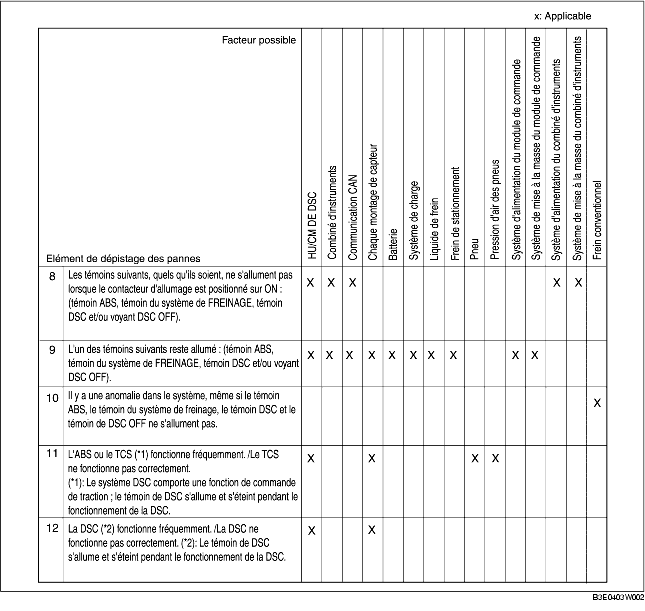 x: Applicable
Facteur possible
HU/CM DE DSC
Combiné d'instruments
Communication CAN
Chaque montage de capteur
Batterie
Système de charge
Liquide de frein
Frein de stationnement
Pneu
Pression d'air des pneus
Système d'alimentation du module de commande
Système de mise à la masse du module de commande
Système d'alimentation du combiné d'instruments
Système de mise à la masse du combiné d'instruments
Frein conventionnel
Elément de dépistage des pannes
8 Les témoins suivants, quels qu'ils soient, ne s'allument pas
lorsque le contacteur d'allumage est positionné sur ON :
(témoin ABS, témoin du système de FREINAGE, témoin
DSC et/ou voyant DSC OFF).
X X X X X
9 L'un des témoins suivants reste allumé : (témoin ABS,
témoin du système de FREINAGE, témoin DSC et/ou voyant
DSC OFF).
X X X X X X X X X X
10 Il y a une anomalie dans le système, même si le témoin
ABS, le témoin du système de freinage, le témoin DSC et le
témoin de DSC OFF ne s'allument pas.
X
11 L'ABS ou le TCS (*1) fonctionne fréquemment. /Le TCS
ne fonctionne pas correctement.
(*1): Le système DSC comporte une fonction de commande
de traction ; le témoin de DSC s'allume et s'éteint pendant le
fonctionnement de la DSC.
X X X X
12 La DSC (*2) fonctionne fréquemment. /La DSC ne
fonctionne pas correctement. (*2): Le témoin de DSC
s'allume et s'éteint pendant le fonctionnement de la DSC.
X X
B3E0403W002